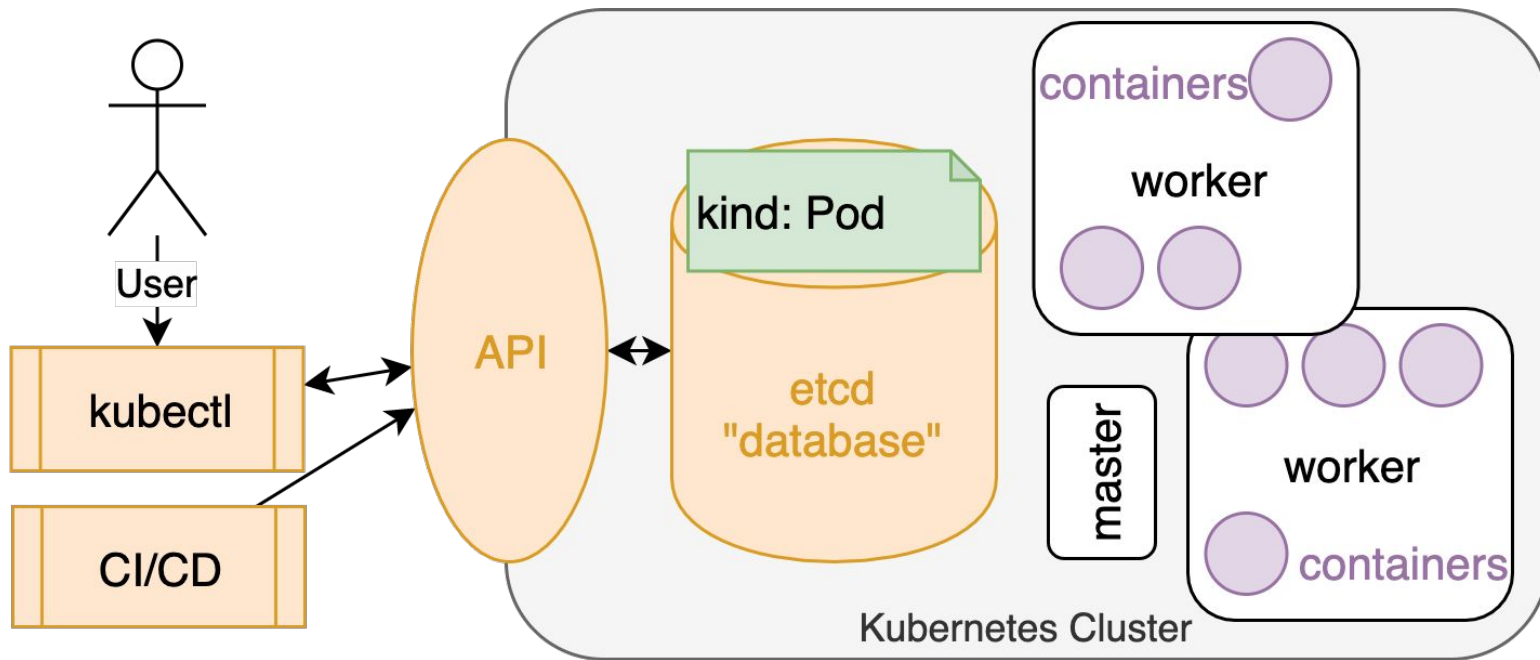 User
kubectl
CI/CD
API
kind: Pod
etcd
"database"
containers
worker
master
worker
containers
Kubernetes Cluster